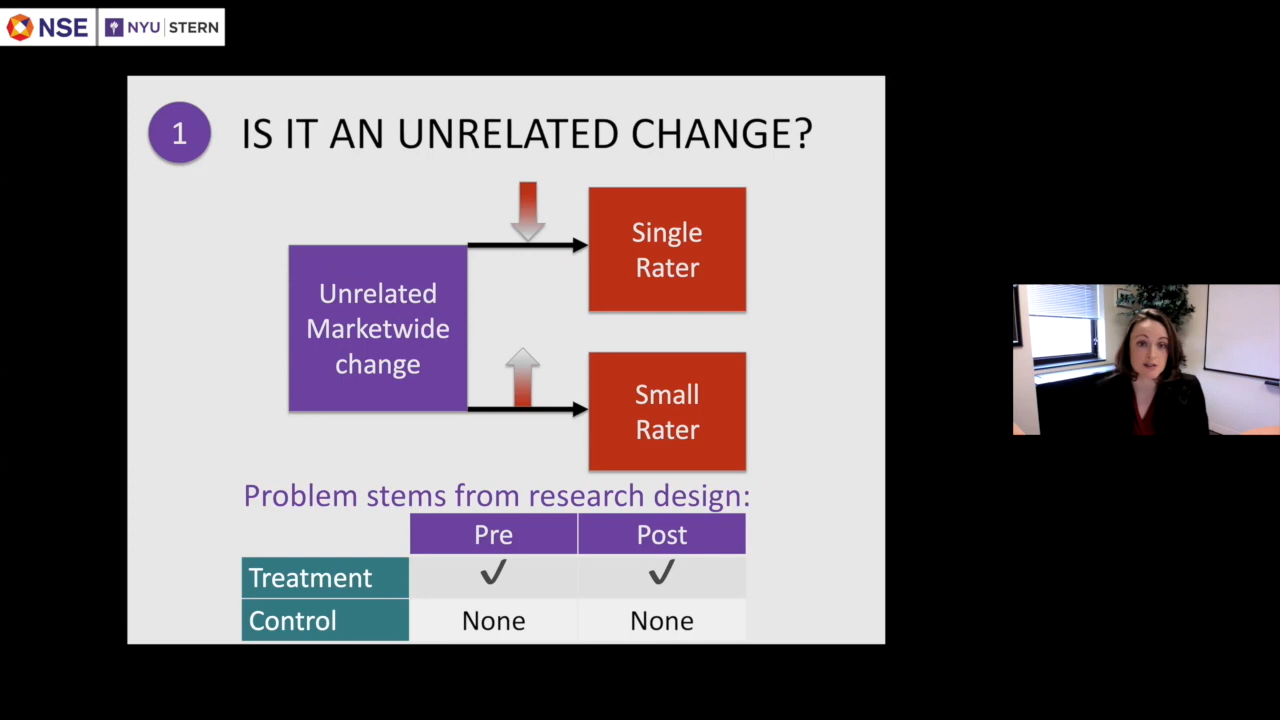 NSE NYU STERN
1 IS IT AN UNRELATED CHANGE?
Unrelated
Marketwide
change
Single
Rater
Small
Rater
Problem stems from research design:
Pre Post
Treatment ✓ ✓
Control None None